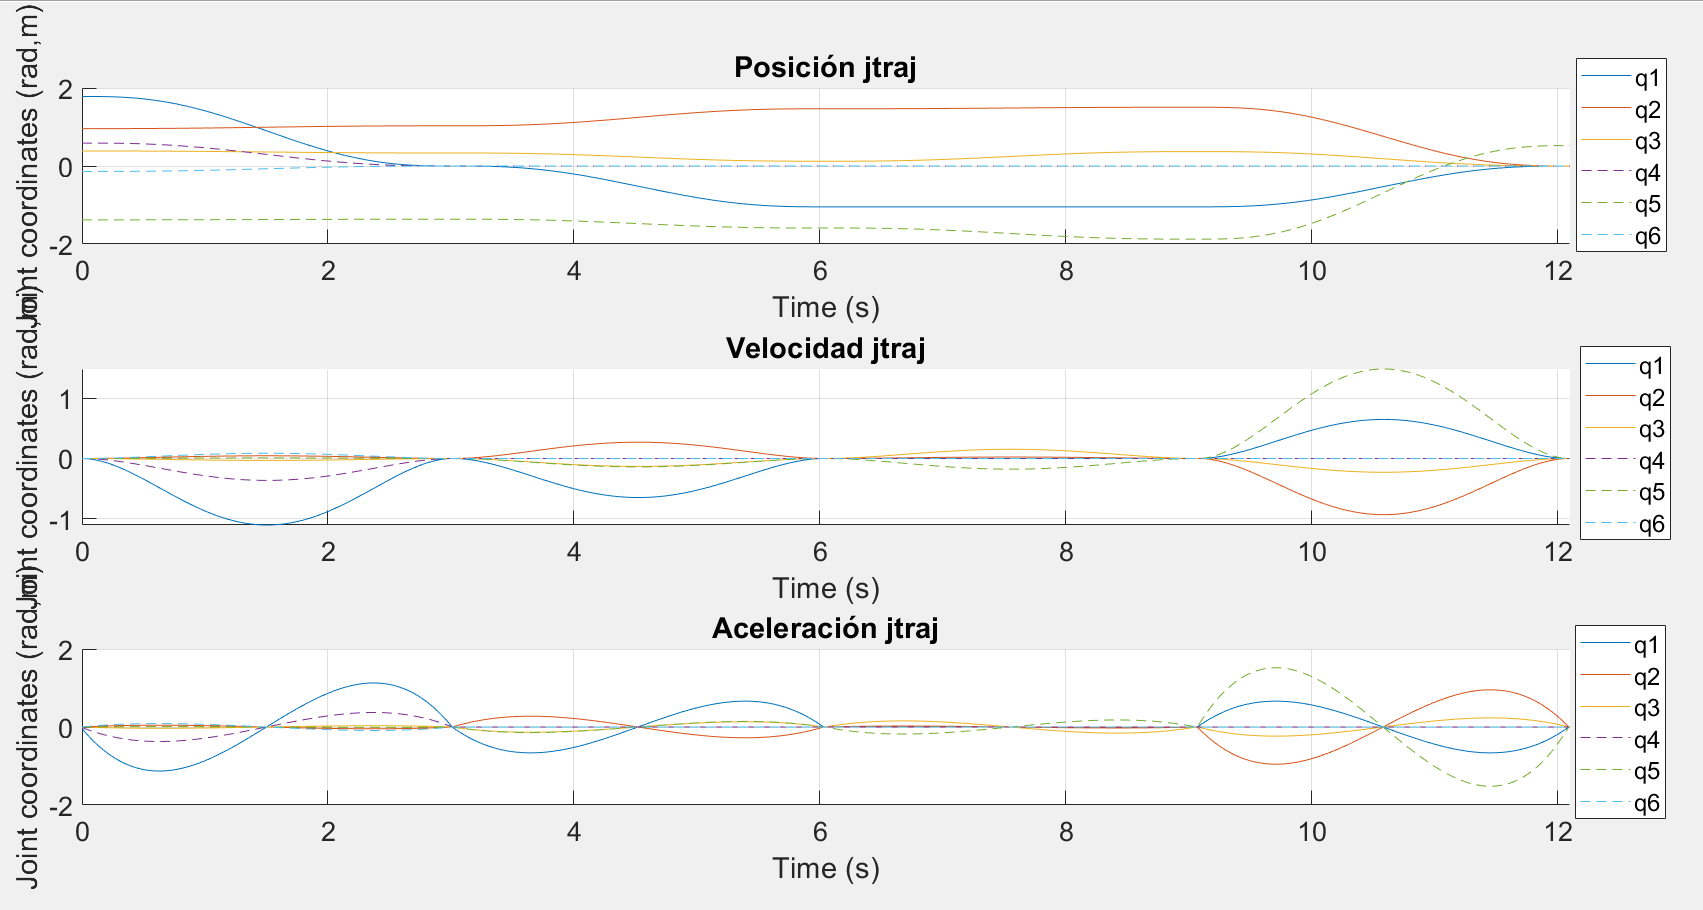 Posición jtraj
Joint coordinates (rad,m)
2
0
-2
0
2
4
6
8
10
12
Time (s)
q1
q2
q3
q4
q5
q6
Velocidad jtraj
Joint coordinates (rad,m)
1
0
-1
0
2
4
6
8
10
12
Time (s)
q1
q2
q3
q4
q5
q6
Aceleración jtraj
Joint coordinates (rad,m)
2
0
-2
0
2
4
6
8
10
12
Time (s)
q1
q2
q3
q4
q5
q6